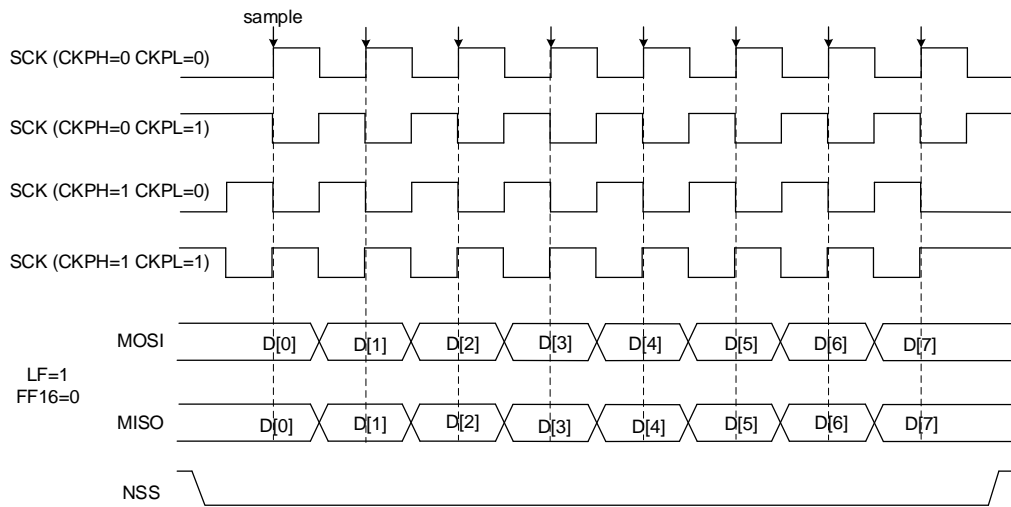 sample
SCK (CKPH=0 CKPL=0)
SCK (CKPH=0 CKPL=1)
SCK (CKPH=1 CKPL=0)
SCK (CKPH=1 CKPL=1)
MOSI D[0] D[1] D[2] D[3] D[4] D[5] D[6] D[7]
LF=1
FF16=0
MISO D[0] D[1] D[2] D[3] D[4] D[5] D[6] D[7]
NSS